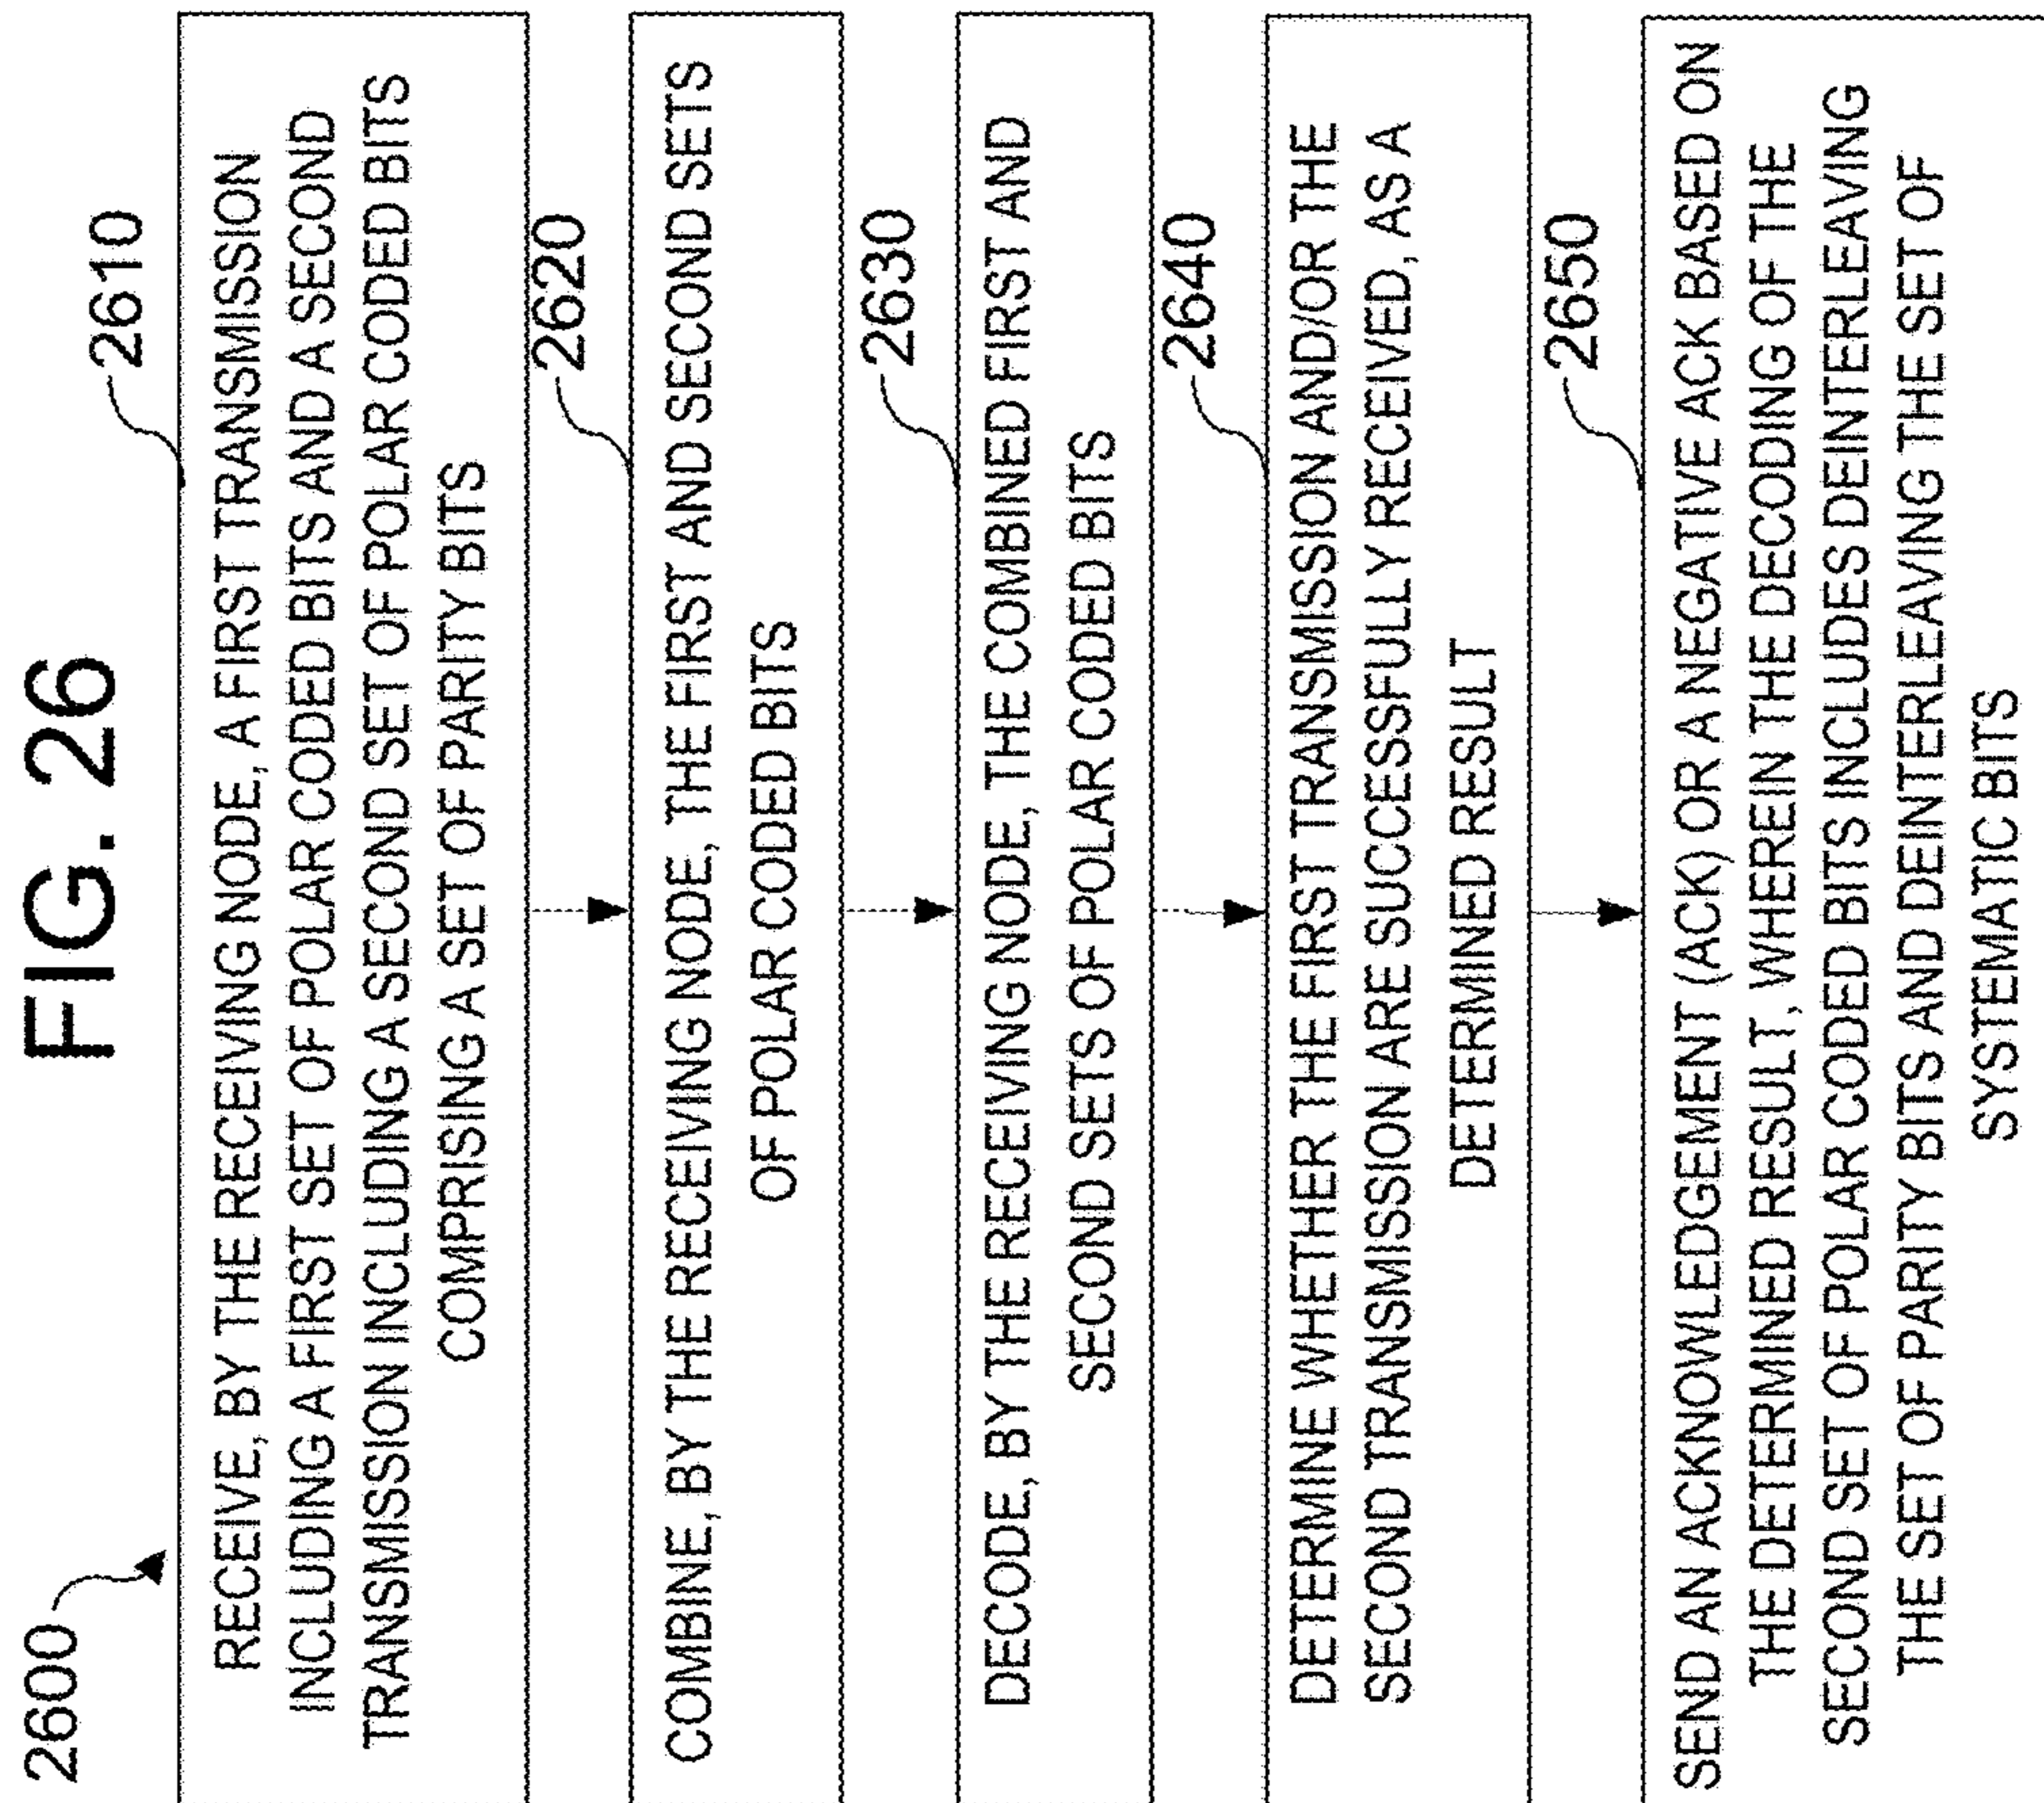 FIG. 26
2600
2610
RECEIVE, BY THE RECEIVING NODE, A FIRST TRANSMISSION
INCLUDING A FIRST SET OF POLAR CODED BITS AND A SECOND
TRANSMISSION INCLUDING A SECOND SET OF POLAR CODED BITS
COMPRISING A SET OF PARITY BITS
2620
COMBINE, BY THE RECEIVING NODE, THE FIRST AND SECOND SETS
OF POLAR CODED BITS
2630
DECODE, BY THE RECEIVING NODE, THE COMBINED FIRST AND
SECOND SETS OF POLAR CODED BITS
2640
DETERMINE WHETHER THE FIRST TRANSMISSION AND/OR THE
SECOND TRANSMISSION ARE SUCCESSFULLY RECEIVED, AS A
DETERMINED RESULT
2650
SEND AN ACKNOWLEDGEMENT (ACK) OR A NEGATIVE ACK BASED ON
THE DETERMINED RESULT, WHEREIN THE DECODING OF THE
SECOND SET OF POLAR CODED BITS INCLUDES DEINTERLEAVING
THE SET OF PARITY BITS AND DEINTERLEAVING THE SET OF
SYSTEMATIC BITS